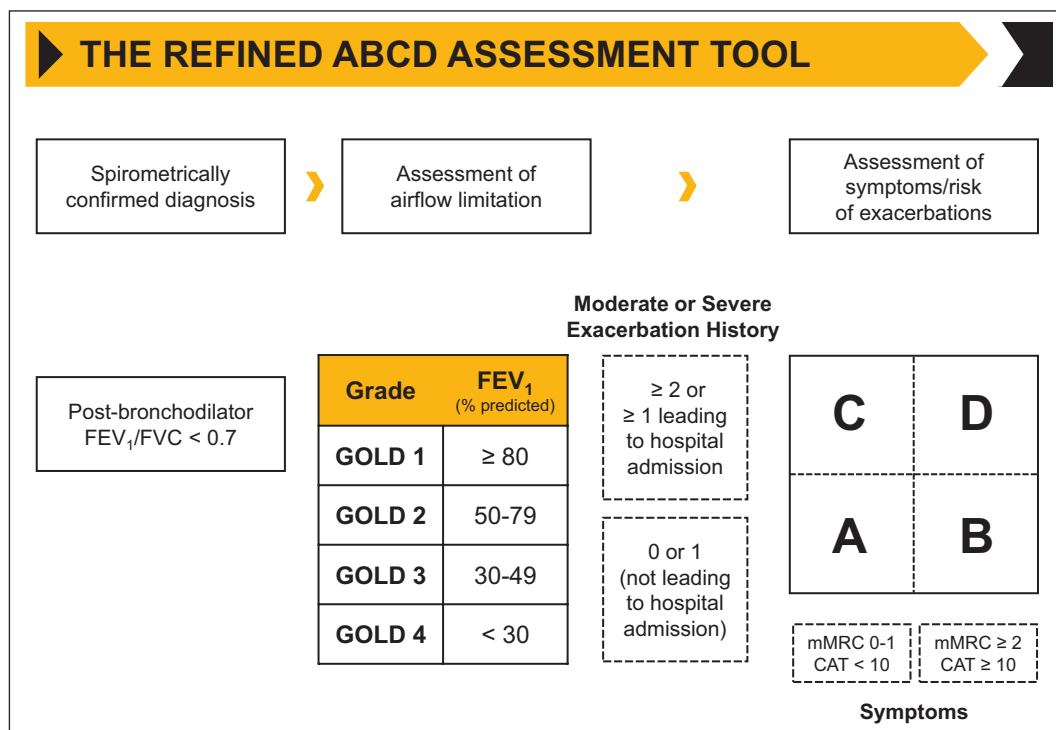 THE REFINED ABCD ASSESSMENT TOOL
Spirometrically
confirmed diagnosis
Assessment of
airflow limitation
Assessment of
symptoms/risk
of exacerbations
Moderate or Severe
Exacerbation History
Post-bronchodilator
FEV₁/FVC < 0.7
Grade FEV₁
(% predicted)
GOLD 1 ≥ 80
GOLD 2 50-79
GOLD 3 30-49
GOLD 4 < 30
≥ 2 or
≥ 1 leading
to hospital
admission
0 or 1
(not leading
to hospital
admission)
C D
A B
mMRC 0-1
CAT < 10
mMRC ≥ 2
CAT ≥ 10
Symptoms